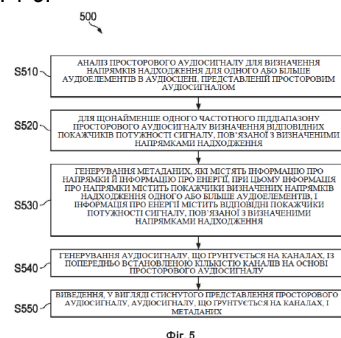 500
S510
АНАЛІЗ ПРОСТОРОВОГО АУДІОСИГНАЛУ ДЛЯ ВИЗНАЧЕННЯ
НАПРЯМКІВ НАДХОДЖЕННЯ ДЛЯ ОДНОГО АБО БІЛЬШЕ
АУДІОЕЛЕМЕНТІВ В АУДІОСЦЕНІ, ПРЕДСТАВЛЕНІЙ ПРОСТОРОВИМ
АУДІОСИГНАЛОМ
S520
ДЛЯ ЩОНАЙМЕНШЕ ОДНОГО ЧАСТОТНОГО ПІДДІАПАЗОНУ
ПРОСТОРОВОГО АУДІОСИГНАЛУ ВИЗНАЧЕННЯ ВІДПОВІДНИХ
ПОКАЖЧИКІВ ПОТУЖНОСТІ СИГНАЛУ, ПОВ'ЯЗАНОЇ З ВИЗНАЧЕНИМИ
НАПРЯМКАМИ НАДХОДЖЕННЯ
S530
ГЕНЕРУВАННЯ МЕТАДАНИХ, ЯКІ МІСТЯТЬ ІНФОРМАЦІЮ ПРО
НАПРЯМКИ Й ІНФОРМАЦІЮ ПРО ЕНЕРГІЇ, ПРИ ЦЬОМУ ІНФОРМАЦІЯ
ПРО НАПРЯМКИ МІСТИТЬ ПОКАЖЧИКИ ВИЗНАЧЕНИХ НАПРЯМКІВ
НАДХОДЖЕННЯ ОДНОГО АБО БІЛЬШЕ АУДІОЕЛЕМЕНТІВ, І
ІНФОРМАЦІЯ ПРО ЕНЕРГІЇ МІСТИТЬ ВІДПОВІДНІ ПОКАЖЧИКИ
ПОТУЖНОСТІ СИГНАЛУ, ПОВ'ЯЗАНОЇ З ВИЗНАЧЕНИМИ
НАПРЯМКАМИ НАДХОДЖЕННЯ
S540
ГЕНЕРУВАННЯ АУДІОСИГНАЛУ, ЩО ҐРУНТУЄТЬСЯ НА КАНАЛАХ, ІЗ
ПОПЕРЕДНЬО ВСТАНОВЛЕНОЮ КІЛЬКІСТЮ КАНАЛІВ НА ОСНОВІ
ПРОСТОРОВОГО АУДІОСИГНАЛУ
S550
ВИВЕДЕННЯ, У ВИГЛЯДІ СТИСНУТОГО ПРЕДСТАВЛЕННЯ ПРОСТОРОВОГО
АУДІОСИГНАЛУ, АУДІОСИГНАЛУ, ЩО ҐРУНТУЄТЬСЯ НА КАНАЛАХ, І
МЕТАДАНИХ
Фіг. 5